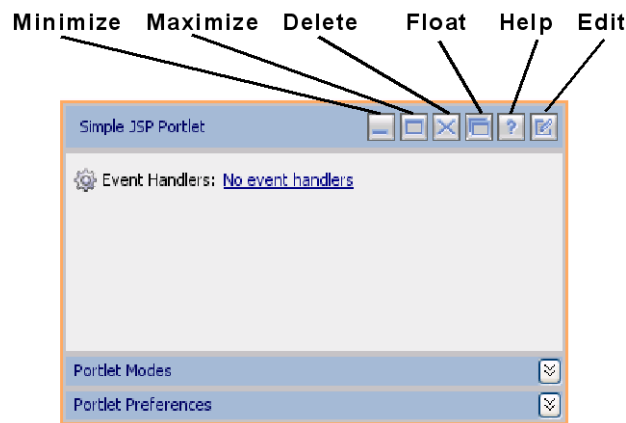 Minimize Maximize Delete Float Help Edit
Simple JSP Portlet
?
Event Handlers: No event handlers
Portlet Modes
Portlet Preferences